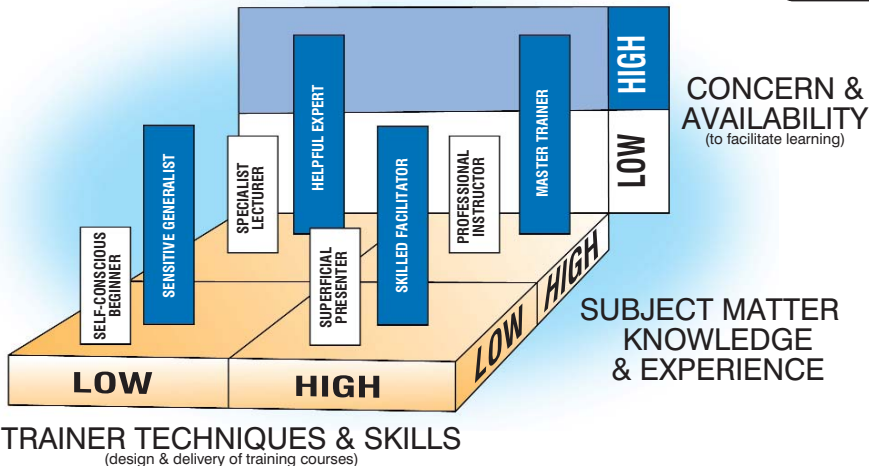 HIGH
LOW
CONCERN &
AVAILABILITY
(to facilitate learning)
HELPFUL EXPERT
MASTER TRAINER
SENSITIVE GENERALIST
SPECIALIST
LECTURER
SKILLED FACILITATOR
PROFESSIONAL
INSTRUCTOR
SELF-CONSCIOUS
BEGINNER
SUPERFICIAL
PRESENTER
HIGH
LOW
SUBJECT MATTER
KNOWLEDGE
& EXPERIENCE
LOW
HIGH
TRAINER TECHNIQUES & SKILLS
(design & delivery of training courses)